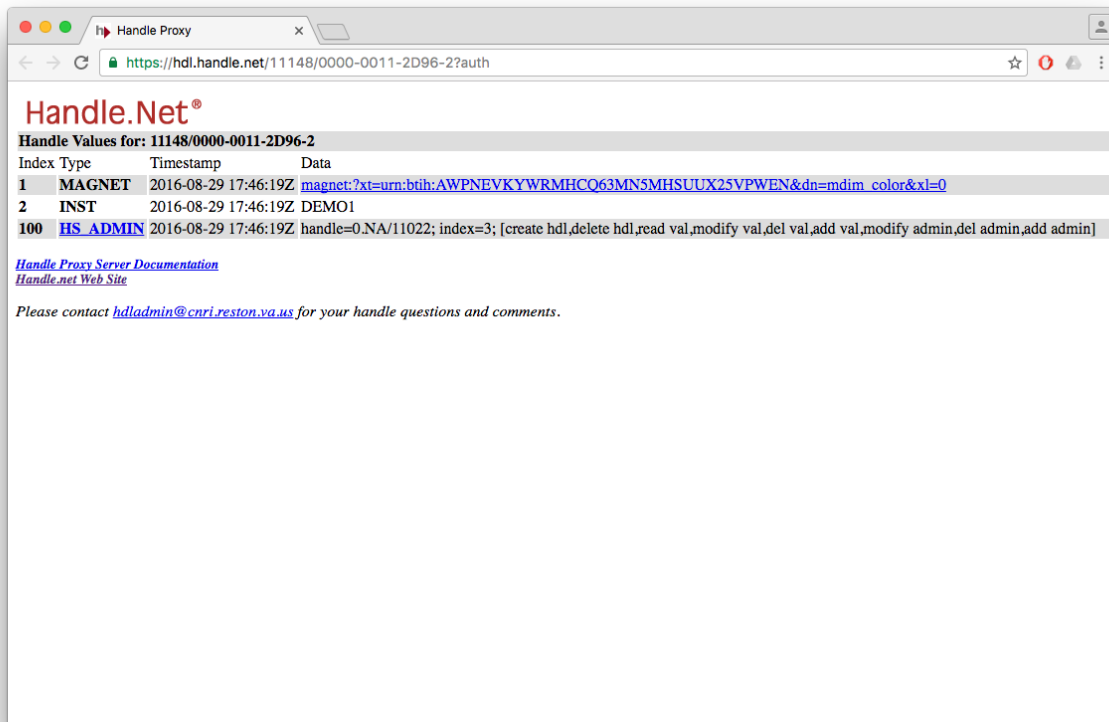 Handle Proxy
https://hdl.handle.net/11148/0000-0011-2D96-2?auth
Handle.Net®
Handle Values for: 11148/0000-0011-2D96-2
Index Type Timestamp Data
1 MAGNET 2016-08-29 17:46:19Z magnet:?xt=urn:btih:AWPNEVKYWRMHCQ63MN5MHSUUX25VPWEN&dn=mdim_color&xl=0
2 INST 2016-08-29 17:46:19Z DEMO1
100 HS_ADMIN 2016-08-29 17:46:19Z handle=0.NA/11022; index=3; [create hdl,delete hdl,read val,modify val,del val,add val,modify admin,del admin,add admin]
Handle Proxy Server Documentation
Handle.net Web Site
Please contact hdladmin@cnri.reston.va.us for your handle questions and comments.